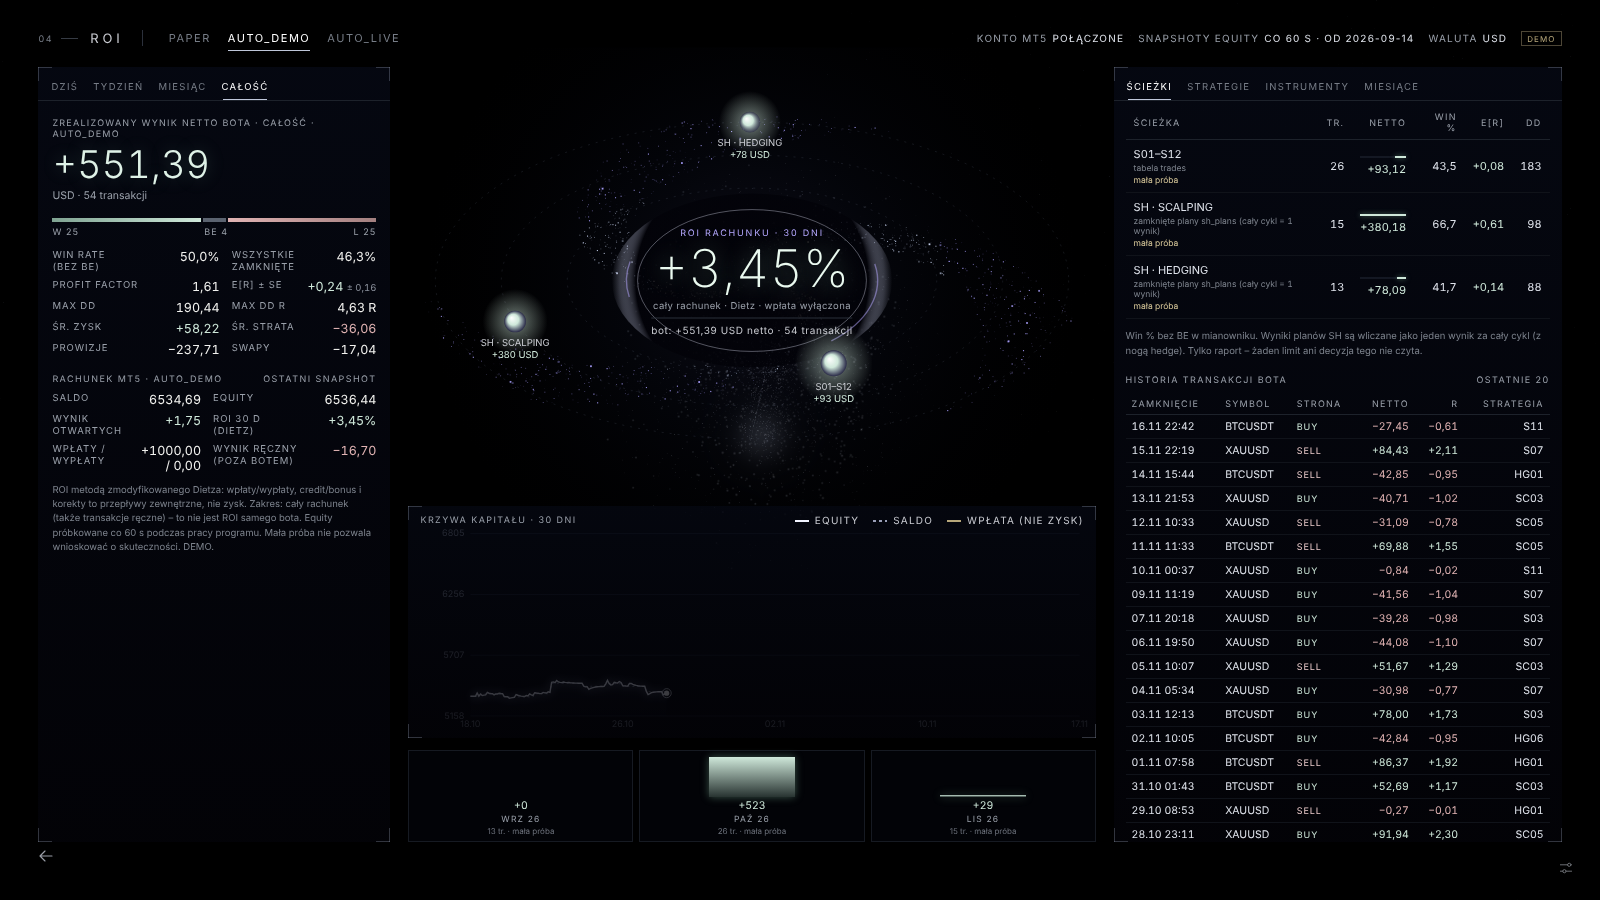 04 — ROI
PAPER AUTO_DEMO AUTO_LIVE
KONTO MT5 POŁĄCZONE SNAPSHOTY EQUITY CO 60 S · OD 2026-09-14 WALUTA USD DEMO
DZIŚ TYDZIEŃ MIESIĄC CAŁOŚĆ
ZREALIZOWANY WYNIK NETTO BOTA · CAŁOŚĆ ·
AUTO_DEMO
+551,39
USD · 54 transakcji
W 25 BE 4 L 25
WIN RATE (BEZ BE) 50,0% WSZYSTKIE ZAMKNIĘTE 46,3%
PROFIT FACTOR 1,61 E[R] ± SE +0,24 ± 0,16
MAX DD 190,44 MAX DD R 4,63 R
ŚR. ZYSK +58,22 ŚR. STRATA −36,06
PROWIZJE −237,71 SWAPY −17,04
RACHUNEK MT5 · AUTO_DEMO OSTATNI SNAPSHOT
SALDO 6534,69 EQUITY 6536,44
WYNIK OTWARTYCH +1,75 ROI 30 D (DIETZ) +3,45%
WPŁATY / WYPŁATY +1000,00 / 0,00 WYNIK RĘCZNY (POZA BOTEM) −16,70
ROI metodą zmodyfikowanego Dietza: wpłaty/wypłaty, credit/bonus i
korekty to przepływy zewnętrzne, nie zysk. Zakres: cały rachunek
(także transakcje ręczne) – to nie jest ROI samego bota. Equity
próbkowane co 60 s podczas pracy programu. Mała próba nie pozwala
wnioskować o skuteczności. DEMO.
SH · HEDGING
+78 USD
ROI RACHUNKU · 30 DNI
+3,45%
cały rachunek · Dietz · wpłata wyłączona
bot: +551,39 USD netto · 54 transakcji
SH · SCALPING
+380 USD
S01–S12
+93 USD
KRZYWA KAPITAŁU · 30 DNI
EQUITY SALDO WPŁATA (NIE ZYSK)
6805
6256
5707
5158
18.10 26.10 02.11 10.11 17.11
+0
WRZ 26
13 tr. · mała próba
+523
PAŹ 26
26 tr. · mała próba
+29
LIS 26
15 tr. · mała próba
ŚCIEŻKI STRATEGIE INSTRUMENTY MIESIĄCE
ŚCIEŻKA TR. NETTO WIN % E[R] DD
S01–S12
tabela trades
mała próba
26 +93,12 43,5 +0,08 183
SH · SCALPING
zamknięte plany sh_plans (cały cykl = 1
wynik)
mała próba
15 +380,18 66,7 +0,61 98
SH · HEDGING
zamknięte plany sh_plans (cały cykl = 1
wynik)
mała próba
13 +78,09 41,7 +0,14 88
Win % bez BE w mianowniku. Wyniki planów SH są wliczane jako jeden wynik za cały cykl (z
nogą hedge). Tylko raport – żaden limit ani decyzja tego nie czyta.
HISTORIA TRANSAKCJI BOTA OSTATNIE 20
ZAMKNIĘCIE SYMBOL STRONA NETTO R STRATEGIA
16.11 22:42 BTCUSDT BUY −27,45 −0,61 S11
15.11 22:19 XAUUSD SELL +84,43 +2,11 S07
14.11 15:44 BTCUSDT SELL −42,85 −0,95 HG01
13.11 21:53 XAUUSD BUY −40,71 −1,02 SC03
12.11 10:33 XAUUSD SELL −31,09 −0,78 SC05
11.11 11:33 BTCUSDT SELL +69,88 +1,55 SC05
10.11 00:37 XAUUSD BUY −0,84 −0,02 S11
09.11 11:19 XAUUSD BUY −41,56 −1,04 S07
07.11 20:18 XAUUSD BUY −39,28 −0,98 S03
06.11 19:50 XAUUSD BUY −44,08 −1,10 S07
05.11 10:07 XAUUSD SELL +51,67 +1,29 SC03
04.11 05:34 XAUUSD BUY −30,98 −0,77 S07
03.11 12:13 BTCUSDT BUY +78,00 +1,73 S03
02.11 10:05 BTCUSDT BUY −42,84 −0,95 HG06
01.11 07:58 BTCUSDT SELL +86,37 +1,92 HG01
31.10 01:43 BTCUSDT BUY +52,69 +1,17 SC03
29.10 08:53 XAUUSD SELL −0,27 −0,01 HG01
28.10 23:11 XAUUSD BUY +91,94 +2,30 SC05